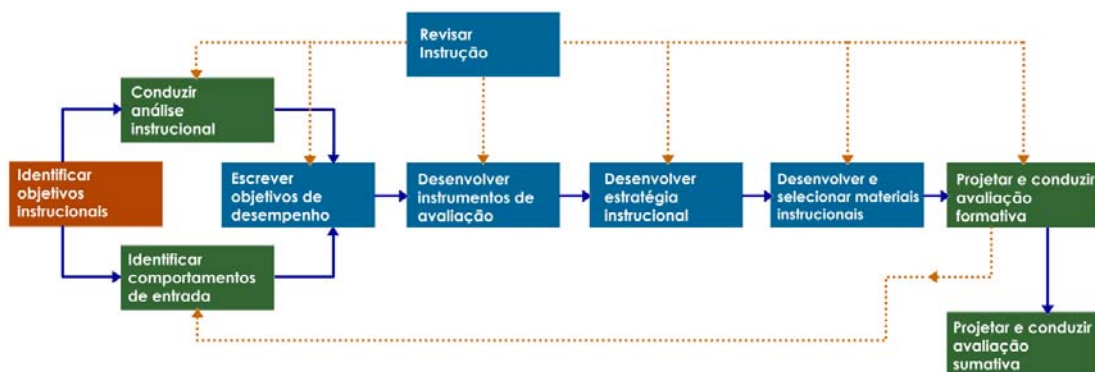 Revisar
Instrução
Conduzir
análise
instrucional
Identificar
objetivos
Instrucionais
Escrever
objetivos de
desempenho
Desenvolver
instrumentos de
avaliação
Desenvolver
estratégia
instrucional
Desenvolver e
selecionar materiais
instrucionais
Projetar e conduzir
avaliação
formativa
Identificar
comportamentos
de entrada
Projetar e conduzir
avaliação
sumativa